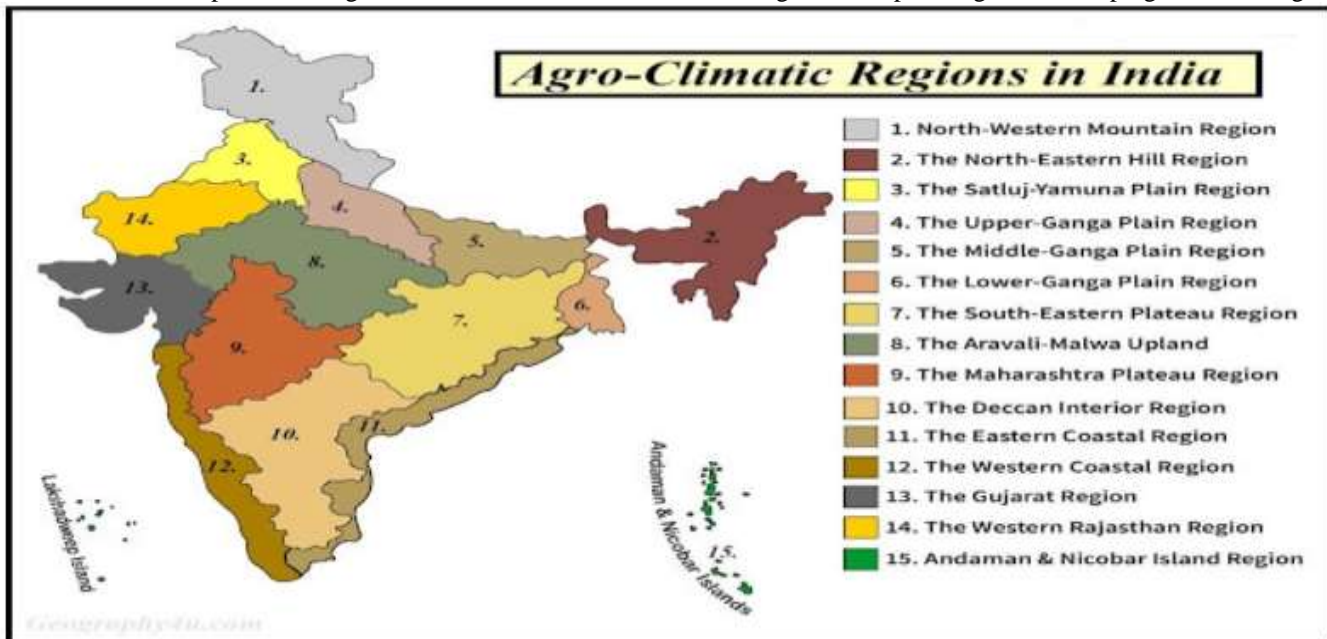 Agro-Climatic Regions in India
1. North-Western Mountain Region
2. The North-Eastern Hill Region
3. The Satluj-Yamuna Plain Region
4. The Upper-Ganga Plain Region
5. The Middle-Ganga Plain Region
6. The Lower-Ganga Plain Region
7. The South-Eastern Plateau Region
8. The Aravali-Malwa Upland
9. The Maharashtra Plateau Region
10. The Deccan Interior Region
11. The Eastern Coastal Region
12. The Western Coastal Region
13. The Gujarat Region
14. The Western Rajasthan Region
15. Andaman & Nicobar Island Region
1.
3.
14.
4.
5.
2.
8.
13.
7.
6.
9.
10.
11.
12.
15.
Lakshadweep Island
Andaman & Nicobar Islands
Geography4u.com